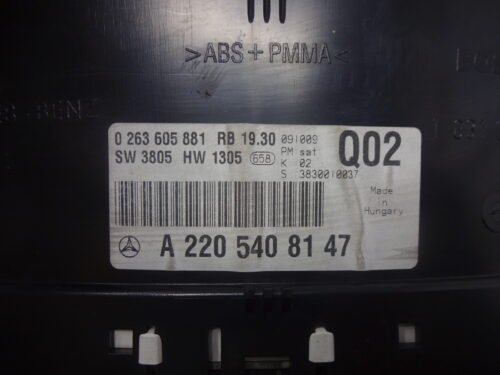 >ABS+PMMA<
0 263 605 881 RB 19.30 091009
SW 3805 HW 1305 658 PM sat
K 02
S 3830010037
Q02
Made in
Hungary
A 220 540 81 47